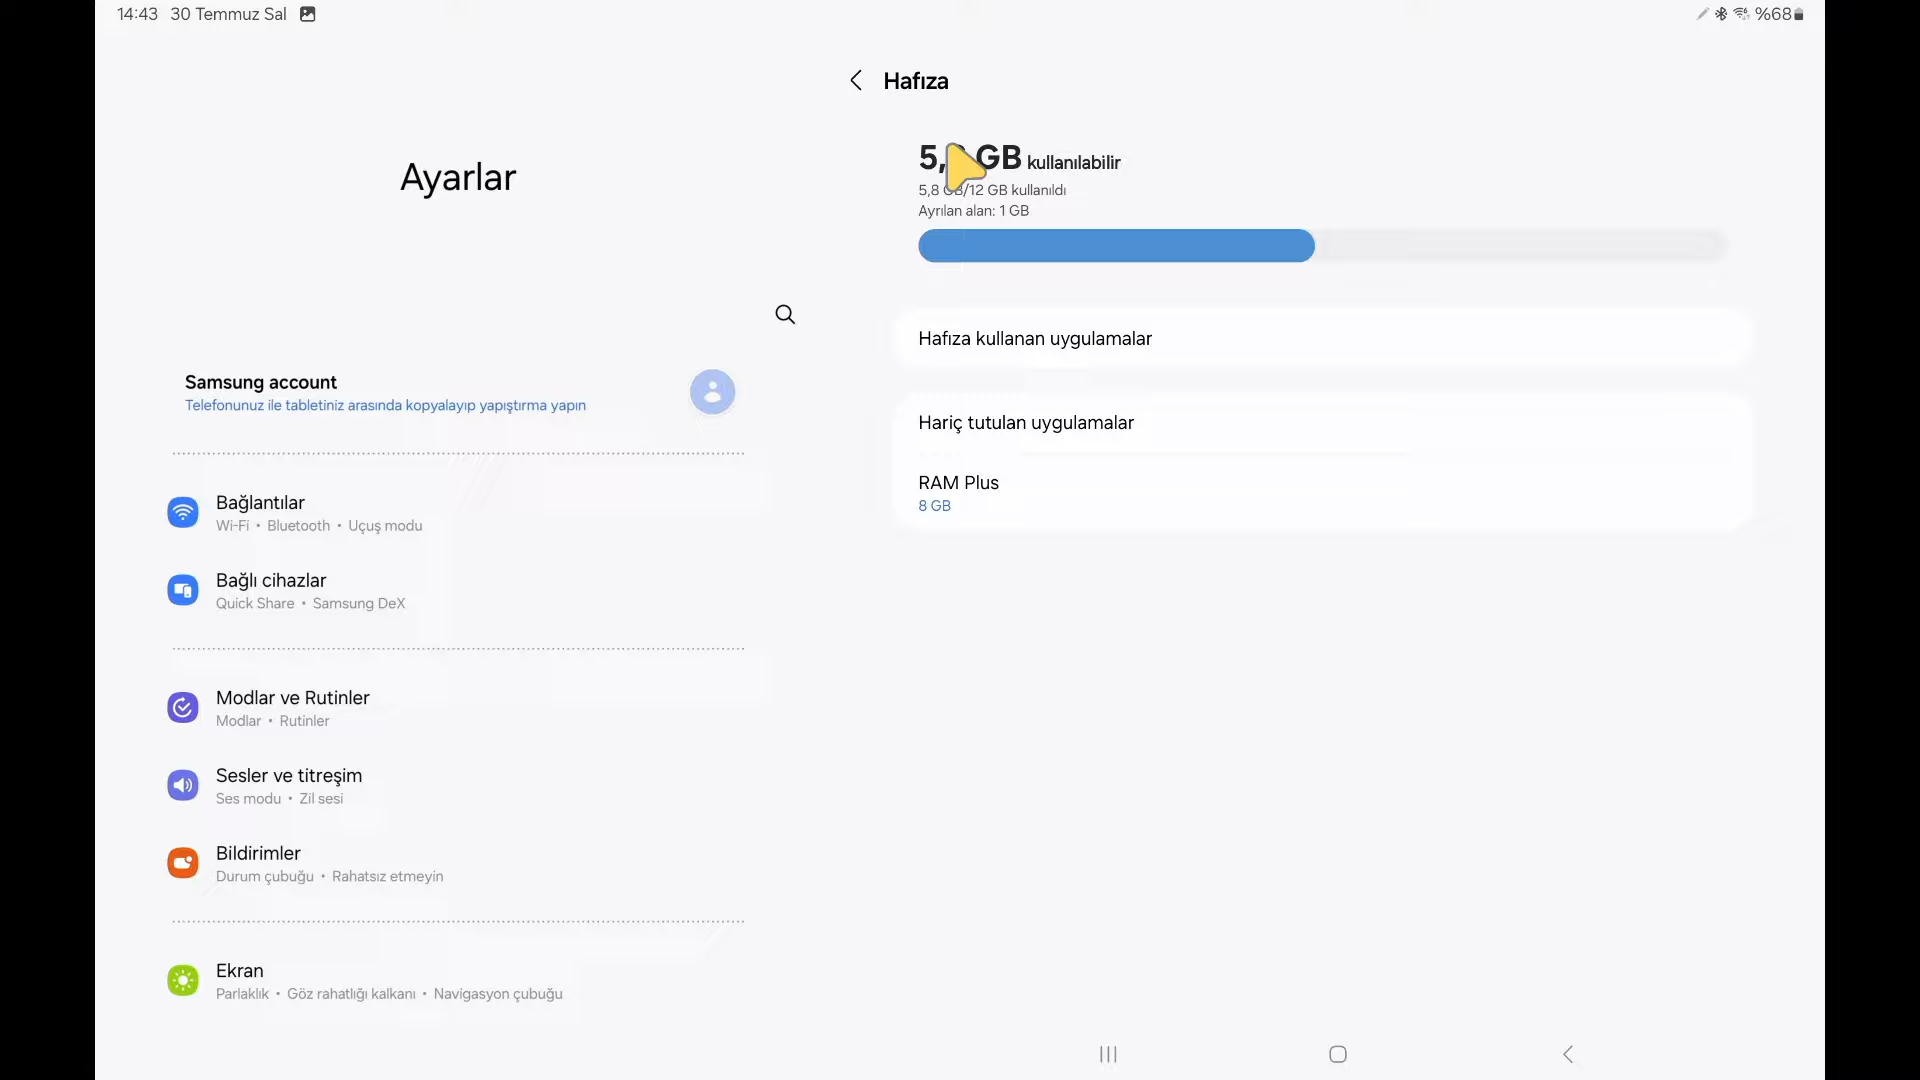 14:43 30 Temmuz Sal
%68
Ayarlar
Samsung account
Telefonunuz ile tabletiniz arasında kopyalayıp yapıştırma yapın
Bağlantılar
Wi-Fi • Bluetooth • Uçuş modu
Bağlı cihazlar
Quick Share • Samsung DeX
Modlar ve Rutinler
Modlar • Rutinler
Sesler ve titreşim
Ses modu • Zil sesi
Bildirimler
Durum çubuğu • Rahatsız etmeyin
Ekran
Parlaklık • Göz rahatlığı kalkanı • Navigasyon çubuğu
Hafıza
GB kullanılabilir
5,8 GB/12 GB kullanıldı
Ayrılan alan: 1 GB
Hafıza kullanan uygulamalar
Hariç tutulan uygulamalar
RAM Plus
8 GB